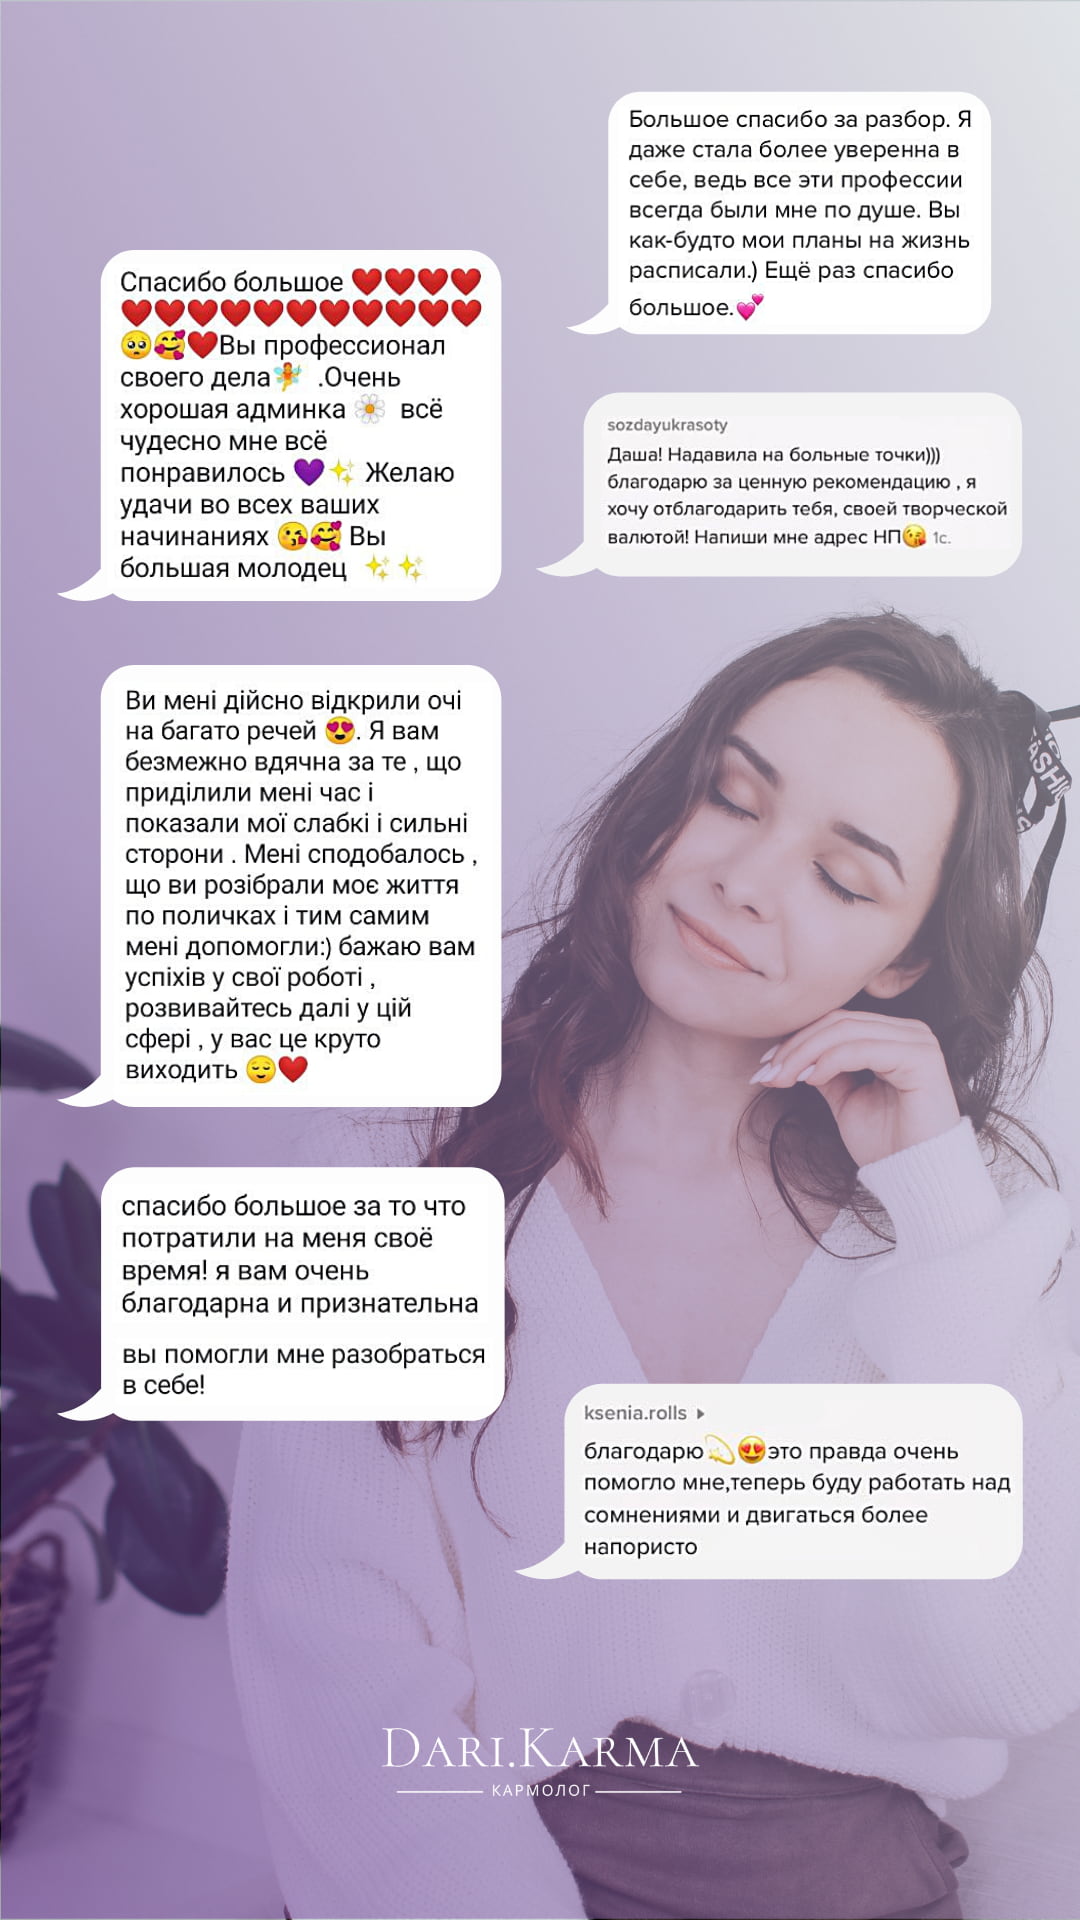 Большое спасибо за разбор. Я
даже стала более уверенна в
себе, ведь все эти профессии
всегда были мне по душе. Вы
как-будто мои планы на жизнь
расписали.) Ещё раз спасибо
большое.💕
Спасибо большое ❤️❤️❤️❤️
❤️❤️❤️❤️❤️❤️❤️❤️❤️❤️❤️
🥺🥰❤️Вы профессионал
своего дела🧚 .Очень
хорошая админка 🌼 всё
чудесно мне всё
понравилось 💜✨ Желаю
удачи во всех ваших
начинаниях 😘🥰 Вы
большая молодец ✨✨
sozdayukrasoty
Даша! Надавила на больные точки)))
благодарю за ценную рекомендацию , я
хочу отблагодарить тебя, своей творческой
валютой! Напиши мне адрес НП😘 1с.
Ви мені дійсно відкрили очі
на багато речей 😍. Я вам
безмежно вдячна за те , що
приділили мені час і
показали мої слабкі і сильні
сторони . Мені сподобалось ,
що ви розібрали моє життя
по поличках і тим самим
мені допомогли:) бажаю вам
успіхів у свої роботі ,
розвивайтесь далі у цій
сфері , у вас це круто
виходить 😌❤️
спасибо большое за то что
потратили на меня своё
время! я вам очень
благодарна и признательна
вы помогли мне разобраться
в себе!
ksenia.rolls
благодарю💫😍это правда очень
помогло мне,теперь буду работать над
сомнениями и двигаться более
напористо
DARI.KARMA
КАРМОЛОГ